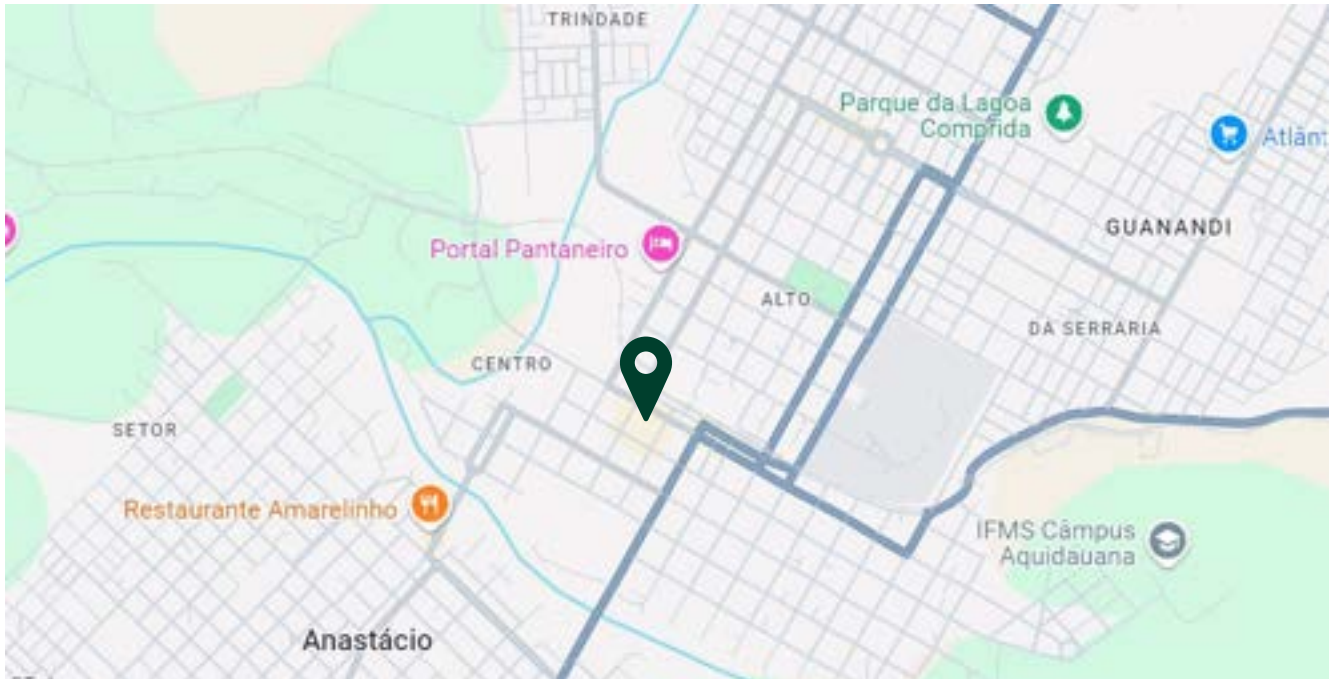 TRINDADE
Parque da Lagoa
Comprida
Atlânt
GUANANDI
Portal Pantaneiro
ALTO
DA SERRARIA
CENTRO
SETOR
Restaurante Amarelinho
IFMS Câmpus
Aquidauana
Anastácio